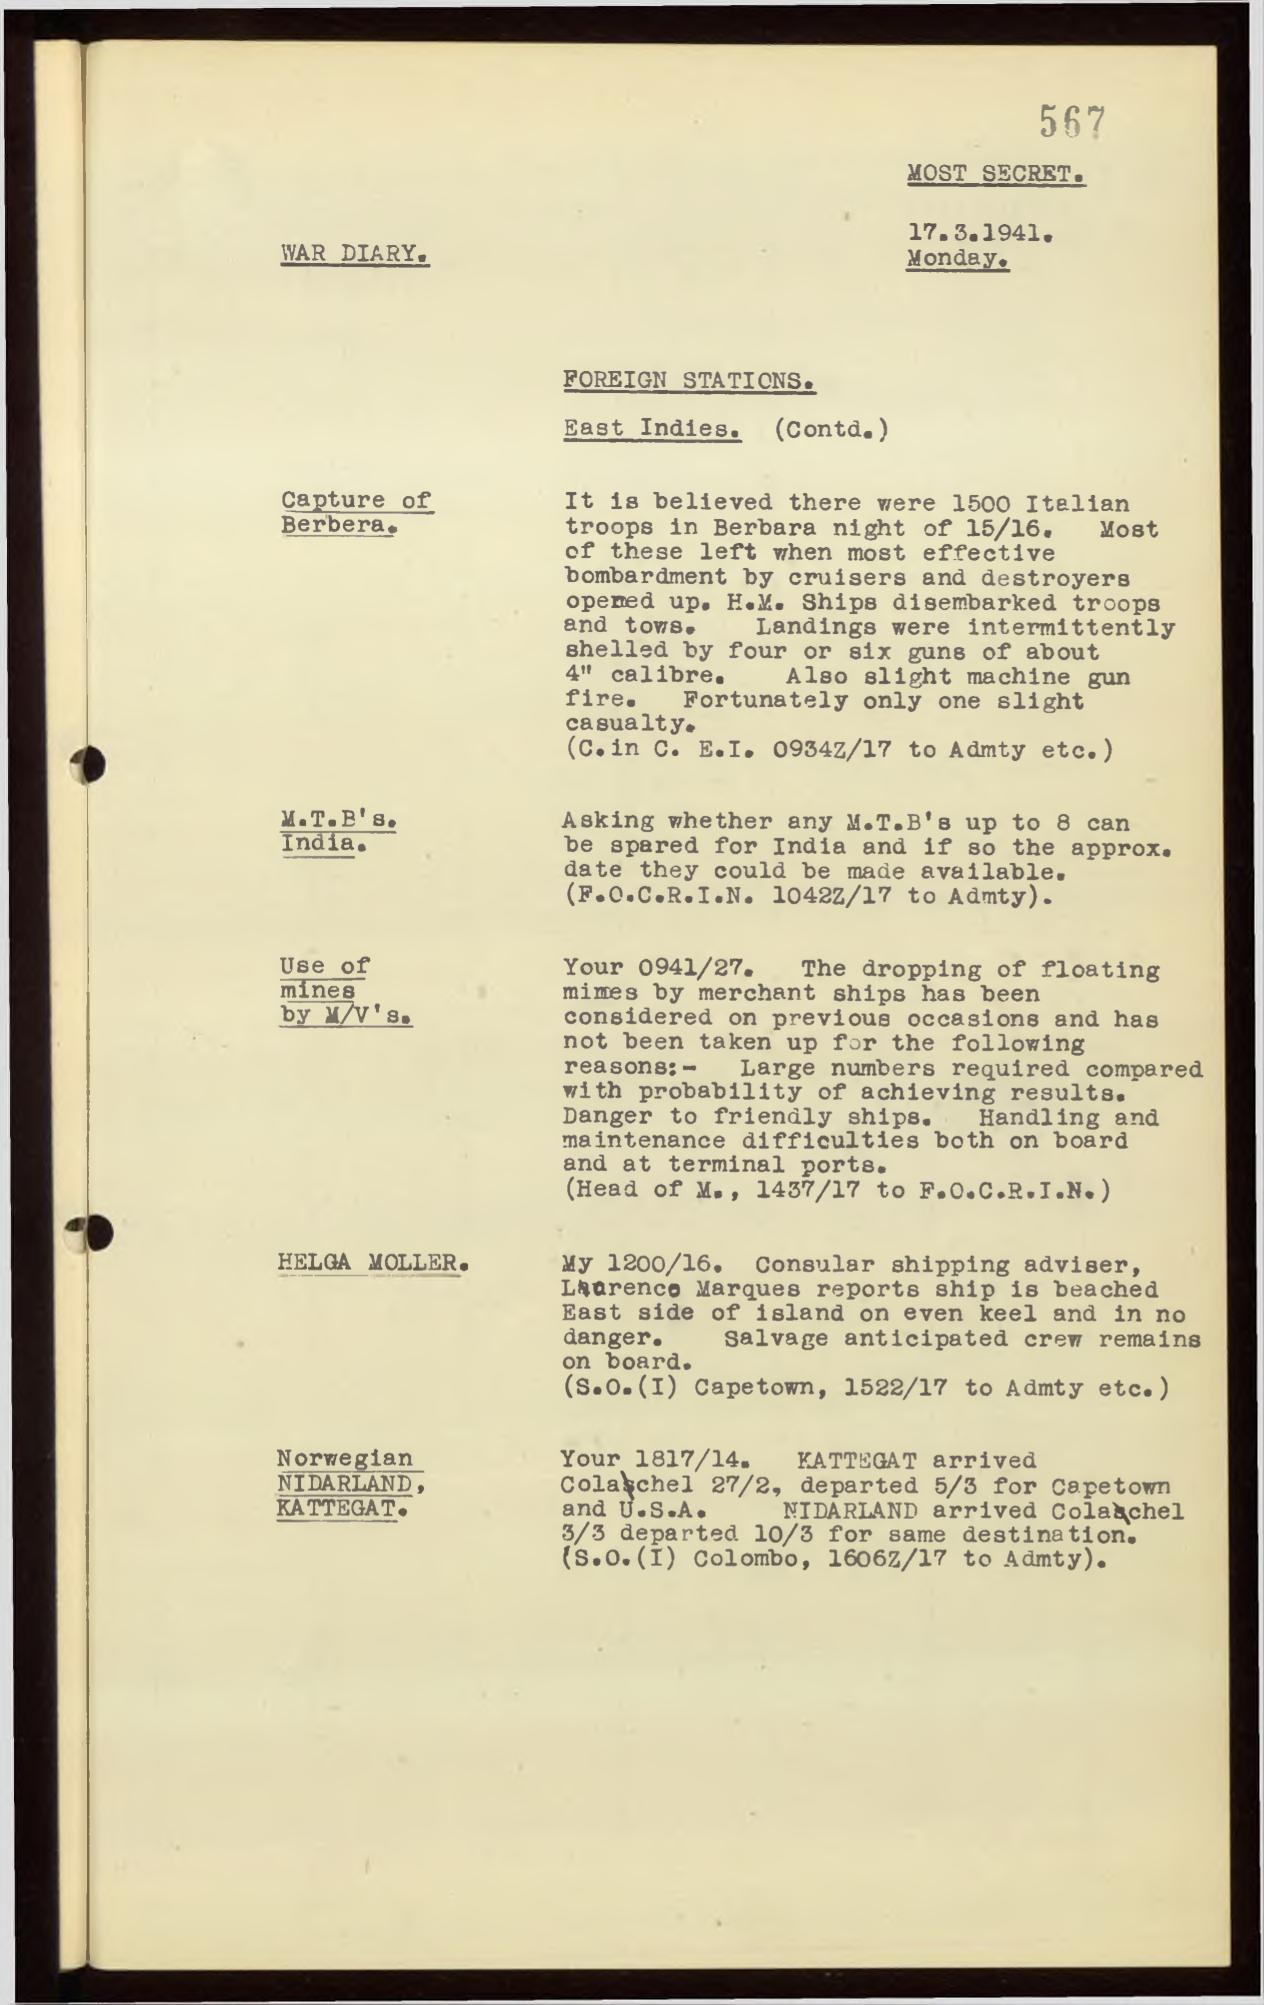 567
MOST SECRET.
17.3.1941.
Monday.
WAR DIARY.
FOREIGN STATIONS.
East Indies. (Contd.)
Capture of
Berbera.
It is believed there were 1500 Italian
troops in Berbara night of 15/16. Most
of these left when most effective
bombardment by cruisers and destroyers
opened up. H.M. Ships disembarked troops
and tows. Landings were intermittently
shelled by four or six guns of about
4" calibre. Also slight machine gun
fire. Fortunately only one slight
casualty.
(C.in C. E.I. 0934Z/17 to Admty etc.)
M.T.B's.
India.
Asking whether any M.T.B's up to 8 can
be spared for India and if so the approx.
date they could be made available.
(F.O.C.R.I.N. 1042Z/17 to Admty).
Use of
mines
by M/V's.
Your 0941/27. The dropping of floating
mines by merchant ships has been
considered on previous occasions and has
not been taken up for the following
reasons:- Large numbers required compared
with probability of achieving results.
Danger to friendly ships. Handling and
maintenance difficulties both on board
and at terminal ports.
(Head of M., 1437/17 to F.O.C.R.I.N.)
HELGA MOLLER.
My 1200/16. Consular shipping adviser,
Marques reports ship is beached
East side of island on even keel and in no
danger. Salvage anticipated crew remains
on board.
(S.O.(I) Capetown, 1522/17 to Admty etc.)
Norwegian
NIDARLAND,
KATTEGAT.
Your 1817/14. KATTEGAT arrived
27/2, departed 5/3 for Capetown
and U.S.A. NIDARLAND arrived
3/3 departed 10/3 for same destination.
(S.O.(I) Colombo, 1606Z/17 to Admty).